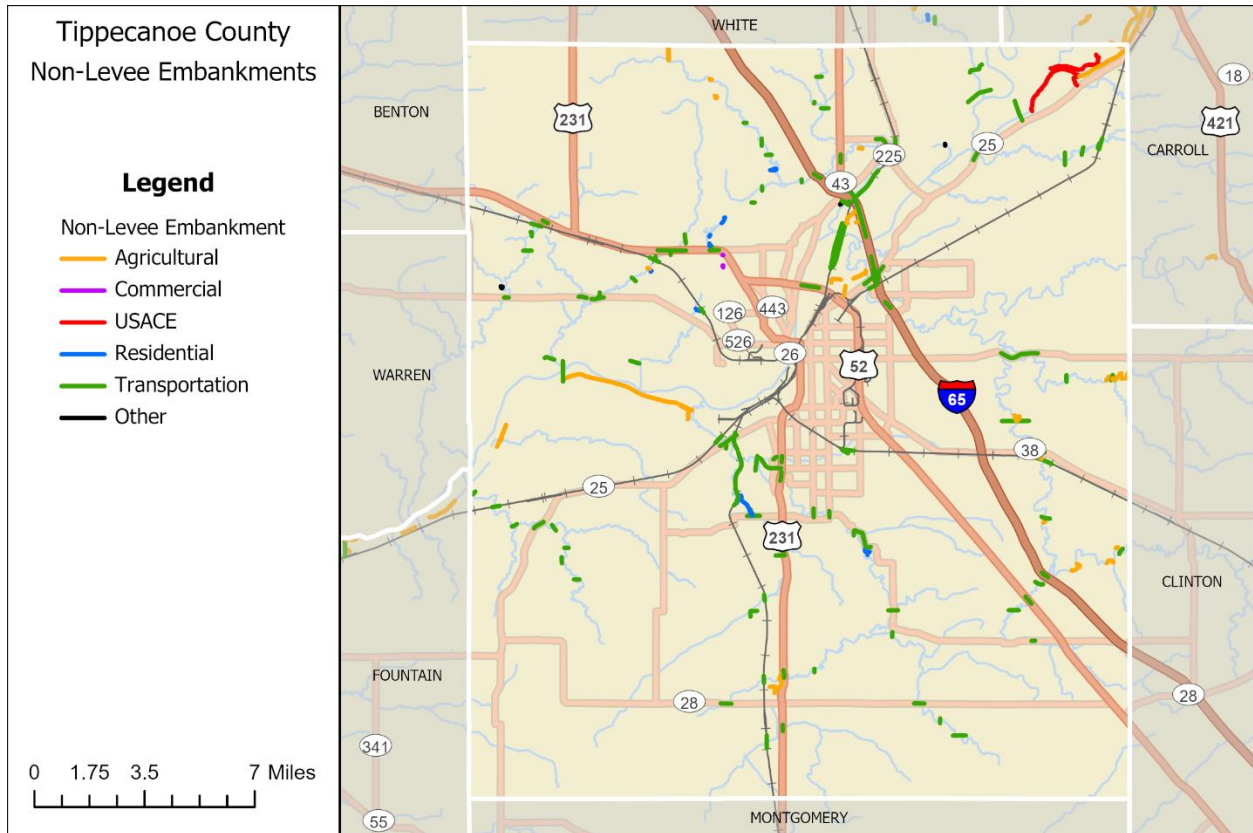 Tippecanoe County
Non-Levee Embankments
Legend
Non-Levee Embankment
Agricultural
Commercial
USACE
Residential
Transportation
Other
0 1.75 3.5 7 Miles
WHITE
18
BENTON
231
421
25
CARROLL
225
43
126
443
526
26
52
WARREN
65
38
25
231
CLINTON
FOUNTAIN
28
28
341
55
MONTGOMERY